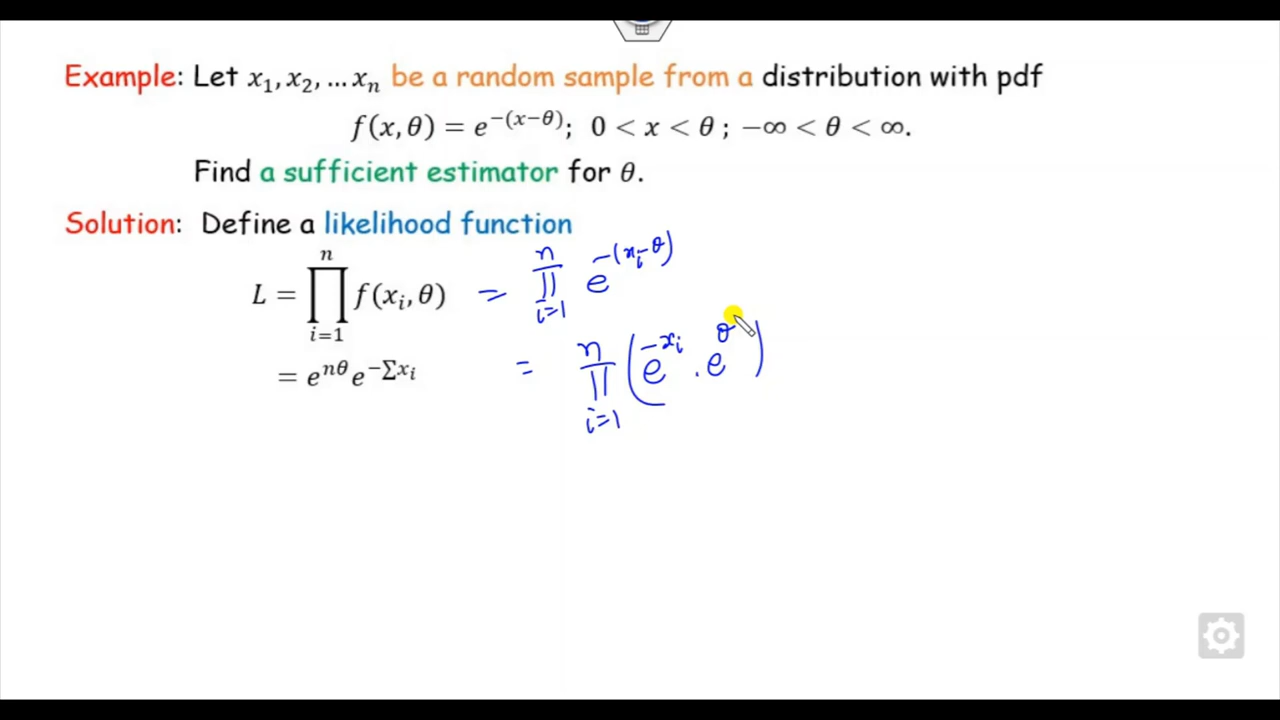 Example: Let x₁, x₂, … xₙ be a random sample from a distribution with pdf
f(x, θ) = e^{−(x−θ)}; 0 < x < θ ; −∞ < θ < ∞.
Find a sufficient estimator for θ.
Solution: Define a likelihood function
L = ∏_{i=1}^{n} f(xᵢ, θ) = ∏_{i=1}^{n} e^{−(xᵢ−θ)}
= e^{nθ} e^{−Σxᵢ} = ∏_{i=1}^{n} (e^{−xᵢ} . e^{θ})